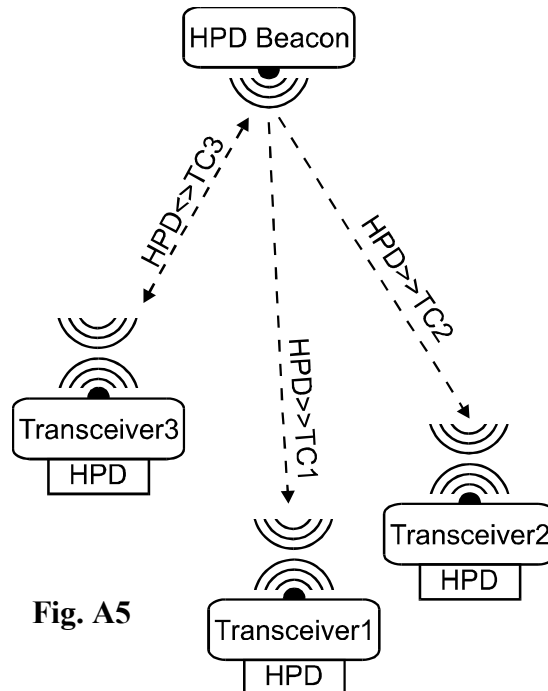 HPD Beacon
HPD<>TC3
HPD>>TC1
HPD>>TC2
Transceiver3
HPD
Transceiver2
HPD
Transceiver1
HPD
Fig. A5